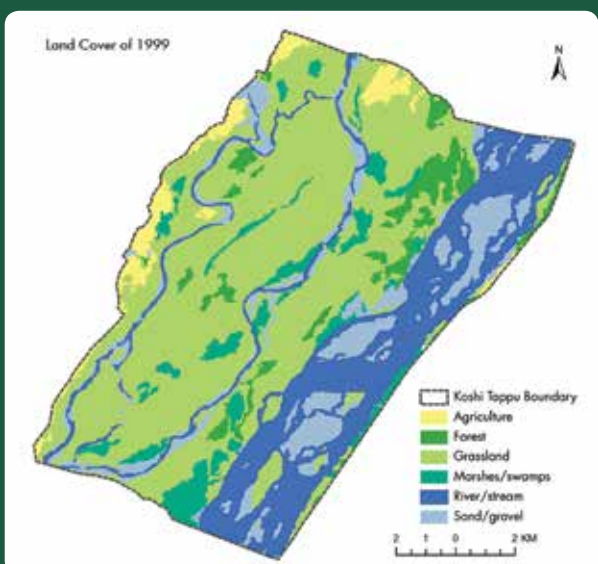 Land Cover of 1999
N
Koshi Tappu Boundary
Agriculture
Forest
Grassland
Marshes/swamps
River/stream
Sand/gravel
2 1 0 2 KM